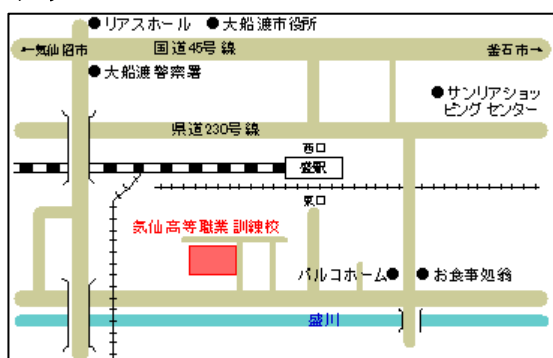 ●リアスホール ●大船渡市役所
←気仙沼市 国道45号線 釜石市→
●大船渡警察署
●サンリアショッ
ピングセンター
県道230号線
西口
盛駅
東口
気仙高等職業訓練校
パルコホーム● ●お食事処翁
盛川